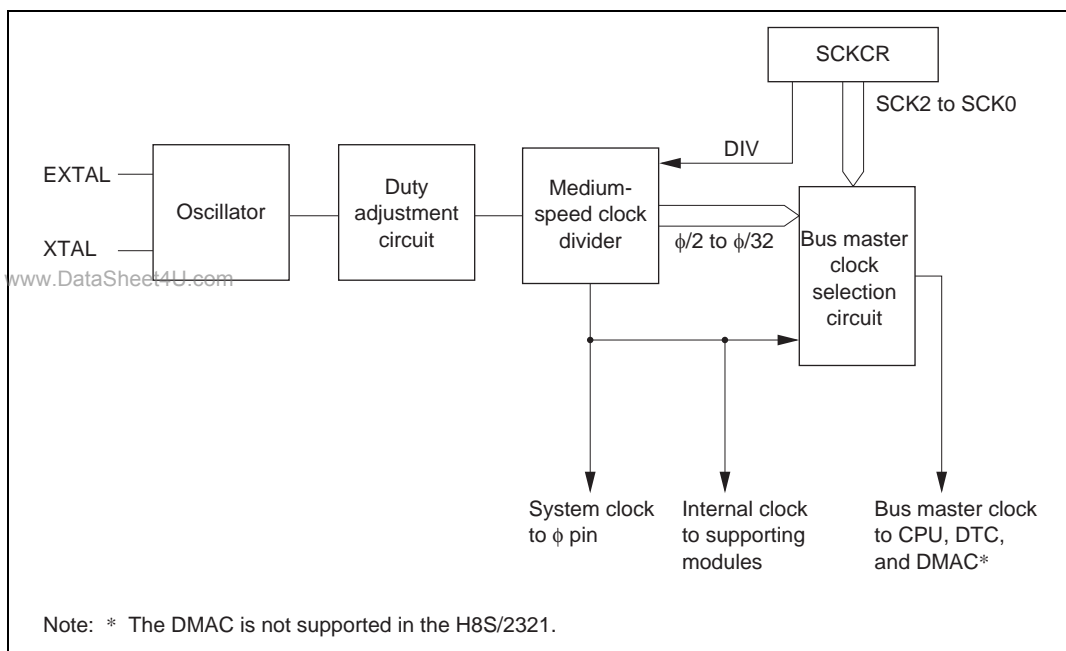 SCKCR
SCK2 to SCK0
DIV
EXTAL
XTAL
Oscillator
Duty
adjustment
circuit
Medium-
speed clock
divider
ϕ/2 to ϕ/32
Bus master
clock
selection
circuit
www.DataSheet4U.com
System clock
to ϕ pin
Internal clock
to supporting
modules
Bus master clock
to CPU, DTC,
and DMAC*
Note: * The DMAC is not supported in the H8S/2321.